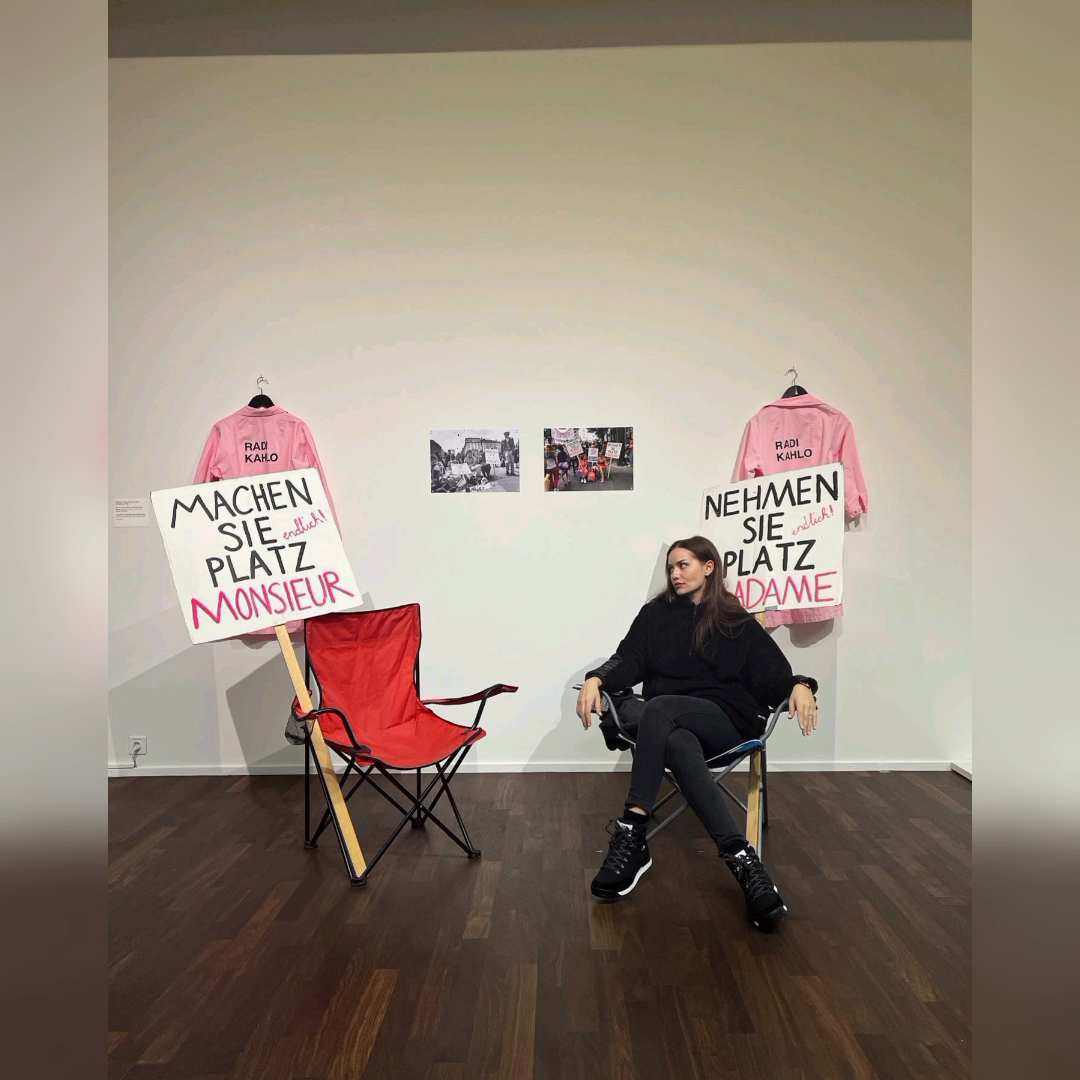 RADI
KAHLO
MACHEN
SIE endlich!
PLATZ
MONSIEUR
RADI
KAHLO
NEHMEN
SIE endlich!
PLATZ
ADAME